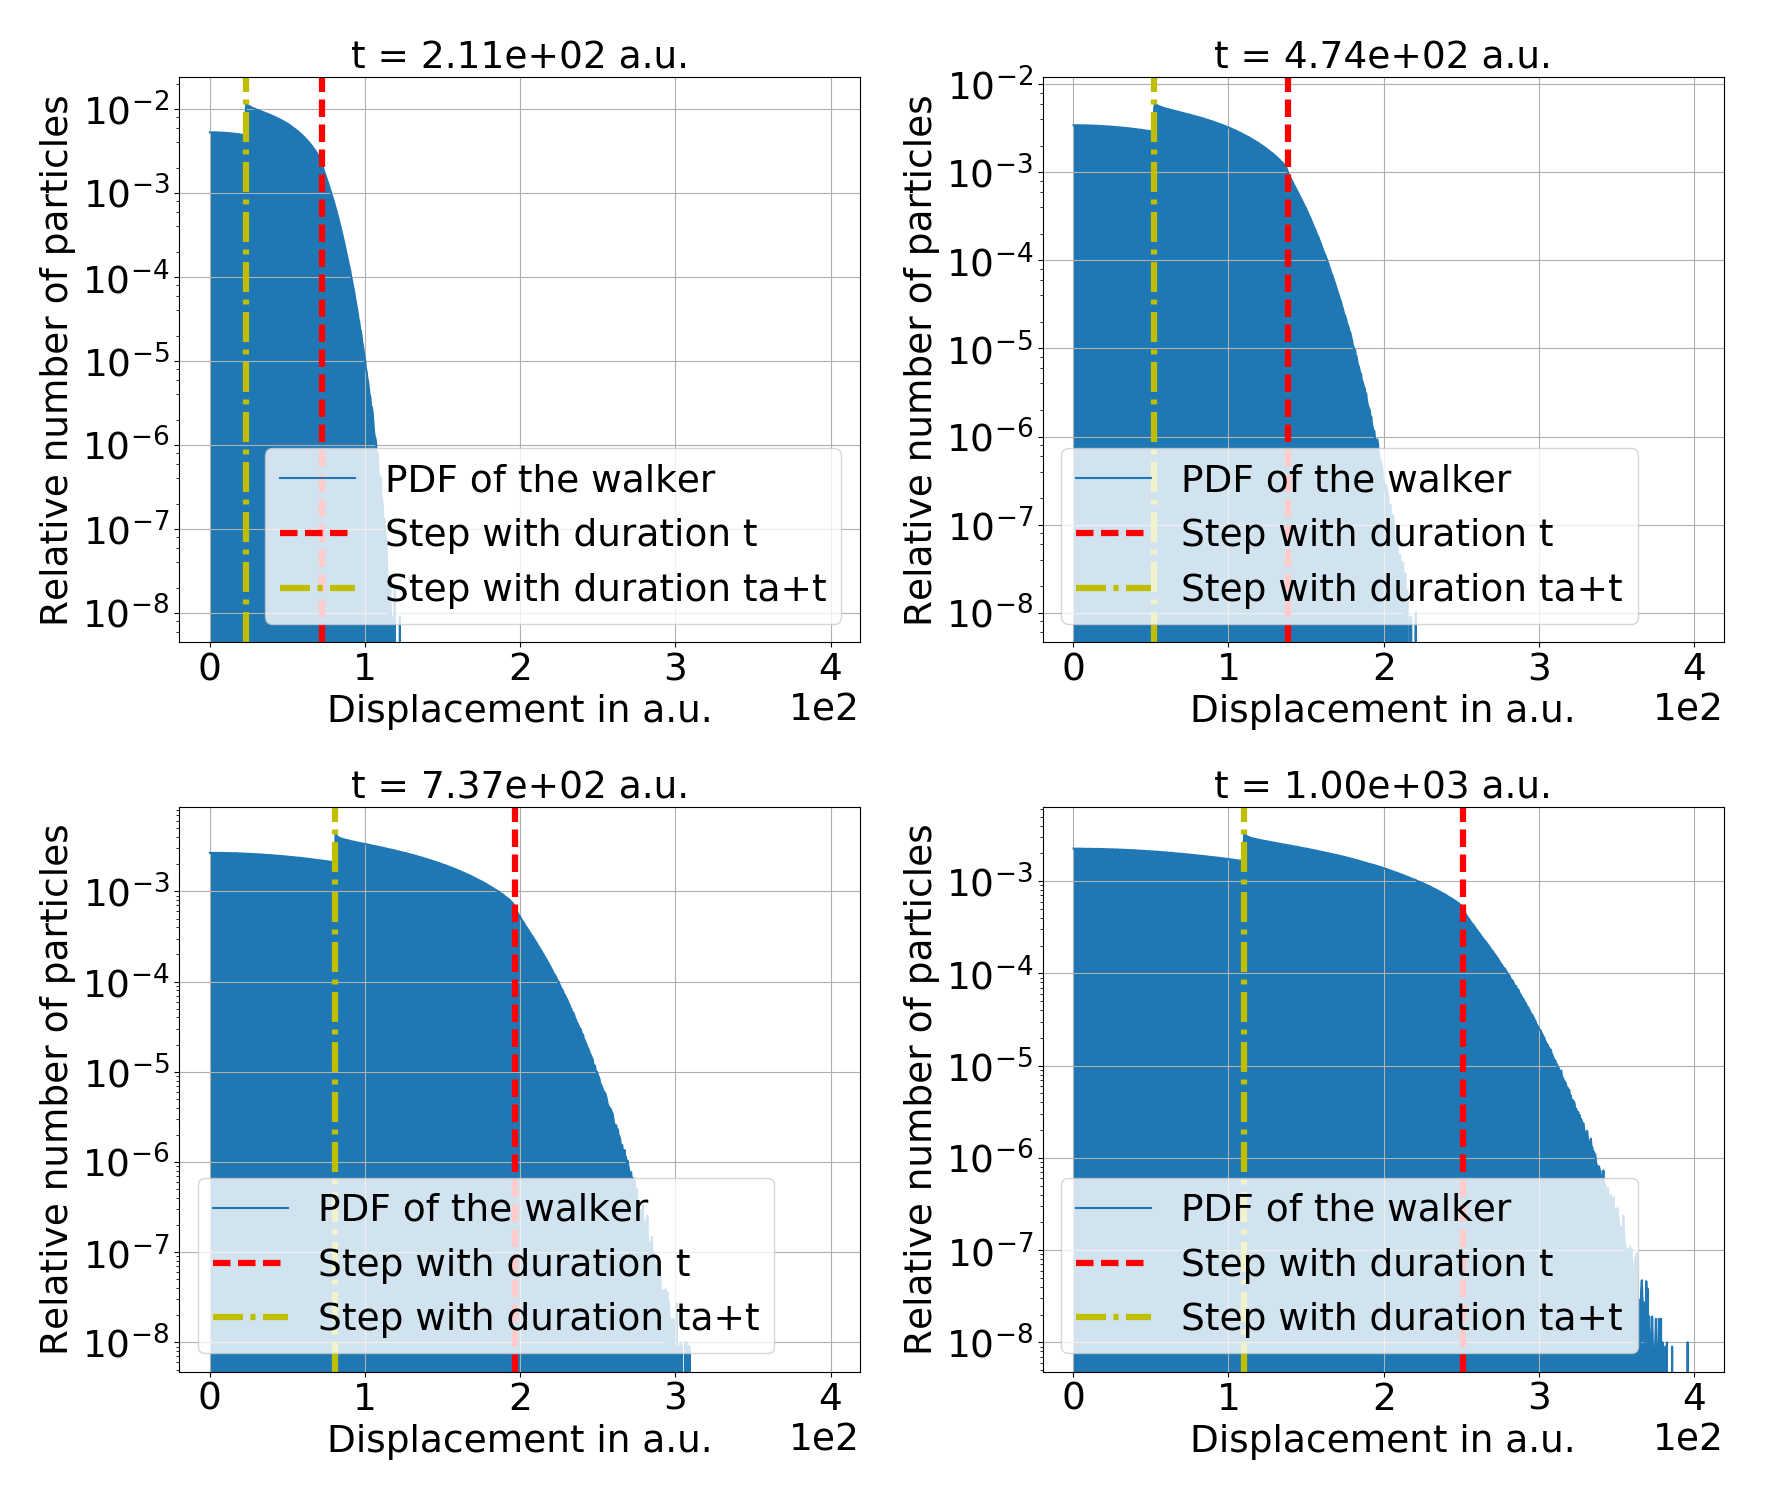 t = 2.11e+02 a.u.
Relative number of particles
10⁻²
10⁻³
10⁻⁴
10⁻⁵
10⁻⁶
10⁻⁷
10⁻⁸
PDF of the walker
Step with duration t
Step with duration ta+t
0 1 2 3 4
1e2
Displacement in a.u.
t = 4.74e+02 a.u.
Relative number of particles
10⁻²
10⁻³
10⁻⁴
10⁻⁵
10⁻⁶
10⁻⁷
10⁻⁸
PDF of the walker
Step with duration t
Step with duration ta+t
0 1 2 3 4
1e2
Displacement in a.u.
t = 7.37e+02 a.u.
Relative number of particles
10⁻³
10⁻⁴
10⁻⁵
10⁻⁶
10⁻⁷
10⁻⁸
PDF of the walker
Step with duration t
Step with duration ta+t
0 1 2 3 4
1e2
Displacement in a.u.
t = 1.00e+03 a.u.
Relative number of particles
10⁻³
10⁻⁴
10⁻⁵
10⁻⁶
10⁻⁷
10⁻⁸
PDF of the walker
Step with duration t
Step with duration ta+t
0 1 2 3 4
1e2
Displacement in a.u.